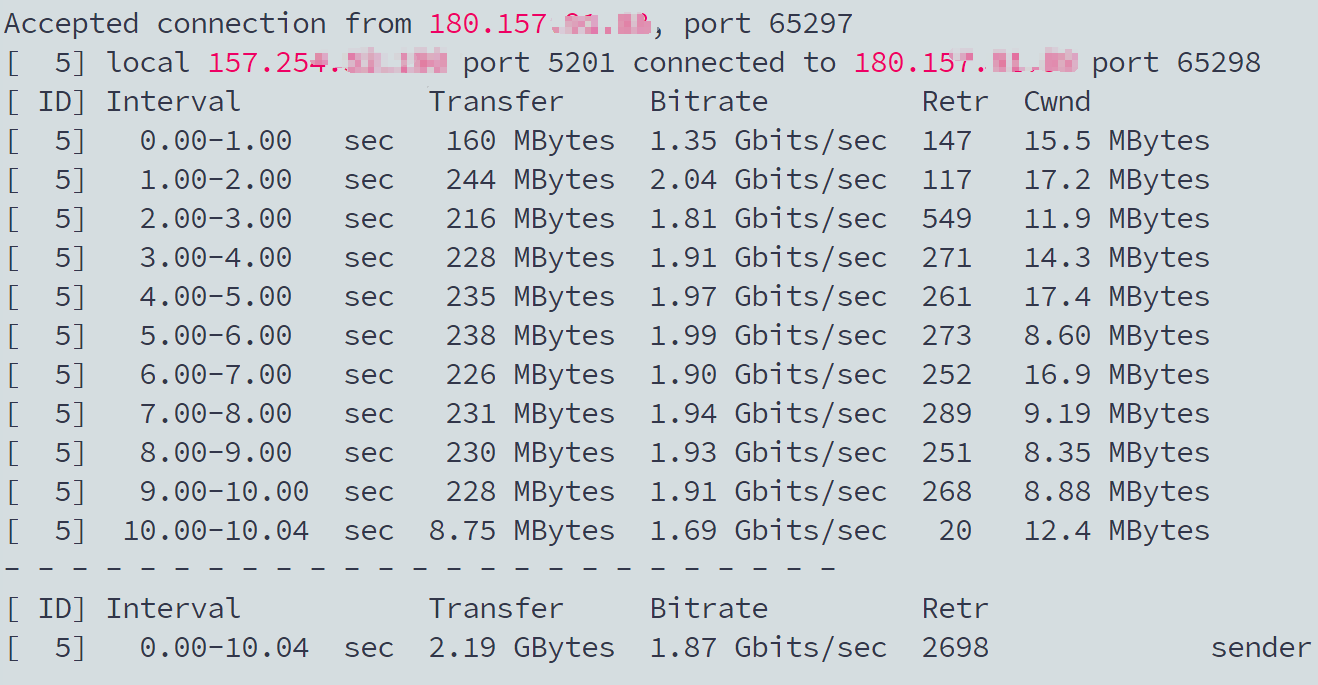 Accepted connection from 180.157. , port 65297
[  5] local 157.254. port 5201 connected to 180.157. port 65298
[ ID] Interval           Transfer     Bitrate         Retr  Cwnd
[  5]   0.00-1.00   sec   160 MBytes  1.35 Gbits/sec  147   15.5 MBytes
[  5]   1.00-2.00   sec   244 MBytes  2.04 Gbits/sec  117   17.2 MBytes
[  5]   2.00-3.00   sec   216 MBytes  1.81 Gbits/sec  549   11.9 MBytes
[  5]   3.00-4.00   sec   228 MBytes  1.91 Gbits/sec  271   14.3 MBytes
[  5]   4.00-5.00   sec   235 MBytes  1.97 Gbits/sec  261   17.4 MBytes
[  5]   5.00-6.00   sec   238 MBytes  1.99 Gbits/sec  273   8.60 MBytes
[  5]   6.00-7.00   sec   226 MBytes  1.90 Gbits/sec  252   16.9 MBytes
[  5]   7.00-8.00   sec   231 MBytes  1.94 Gbits/sec  289   9.19 MBytes
[  5]   8.00-9.00   sec   230 MBytes  1.93 Gbits/sec  251   8.35 MBytes
[  5]   9.00-10.00  sec   228 MBytes  1.91 Gbits/sec  268   8.88 MBytes
[  5]  10.00-10.04  sec  8.75 MBytes  1.69 Gbits/sec   20   12.4 MBytes
- - - - - - - - - - - - - - - - - - - - - - - - -
[ ID] Interval           Transfer     Bitrate         Retr
[  5]   0.00-10.04  sec  2.19 GBytes  1.87 Gbits/sec  2698             sender